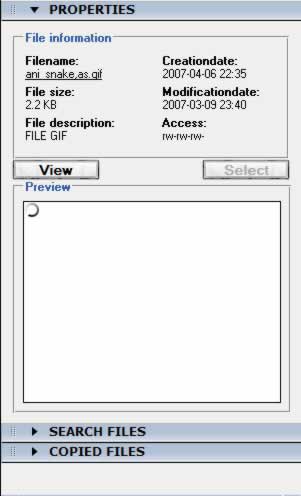 PROPERTIES
File information
Filename: Creationdate:
ani_snake,as.gif 2007-04-06 22:35
File size: Modificationdate:
2.2 KB 2007-03-09 23:40
File description: Access:
FILE GIF rw-rw-rw-
View Select
Preview
SEARCH FILES
COPIED FILES